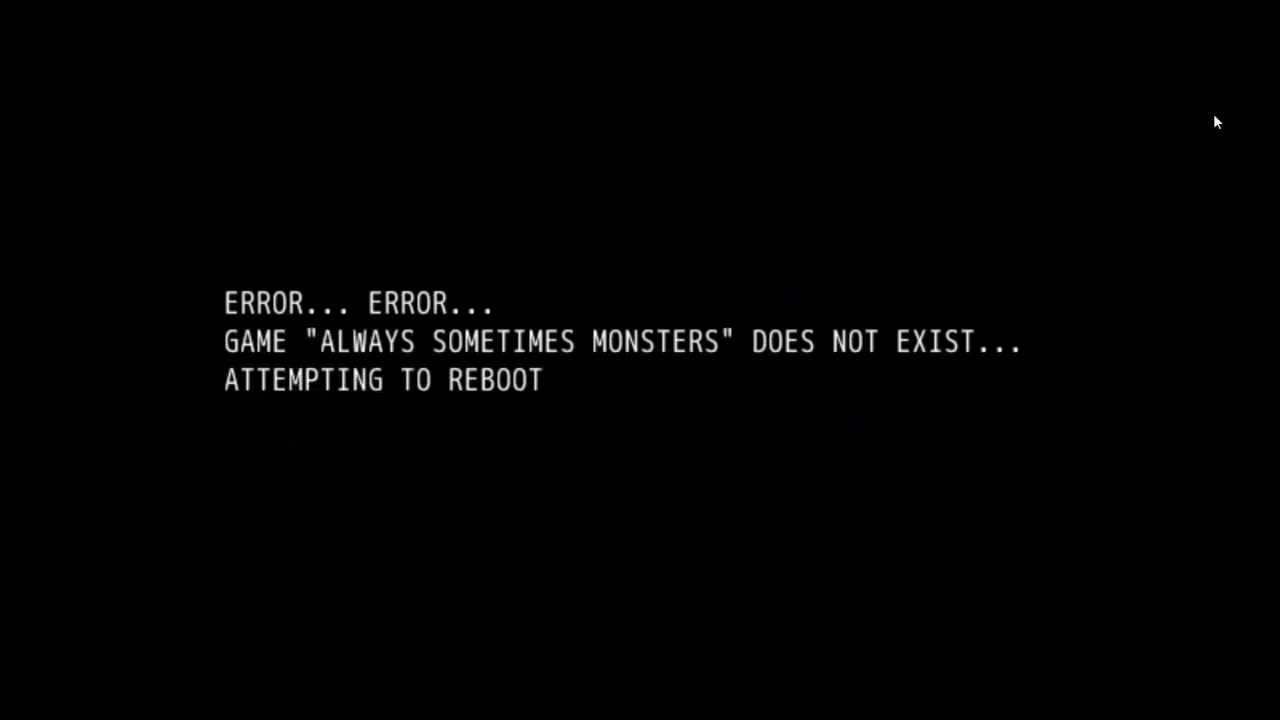 ERROR... ERROR...
GAME "ALWAYS SOMETIMES MONSTERS" DOES NOT EXIST...
ATTEMPTING TO REBOOT